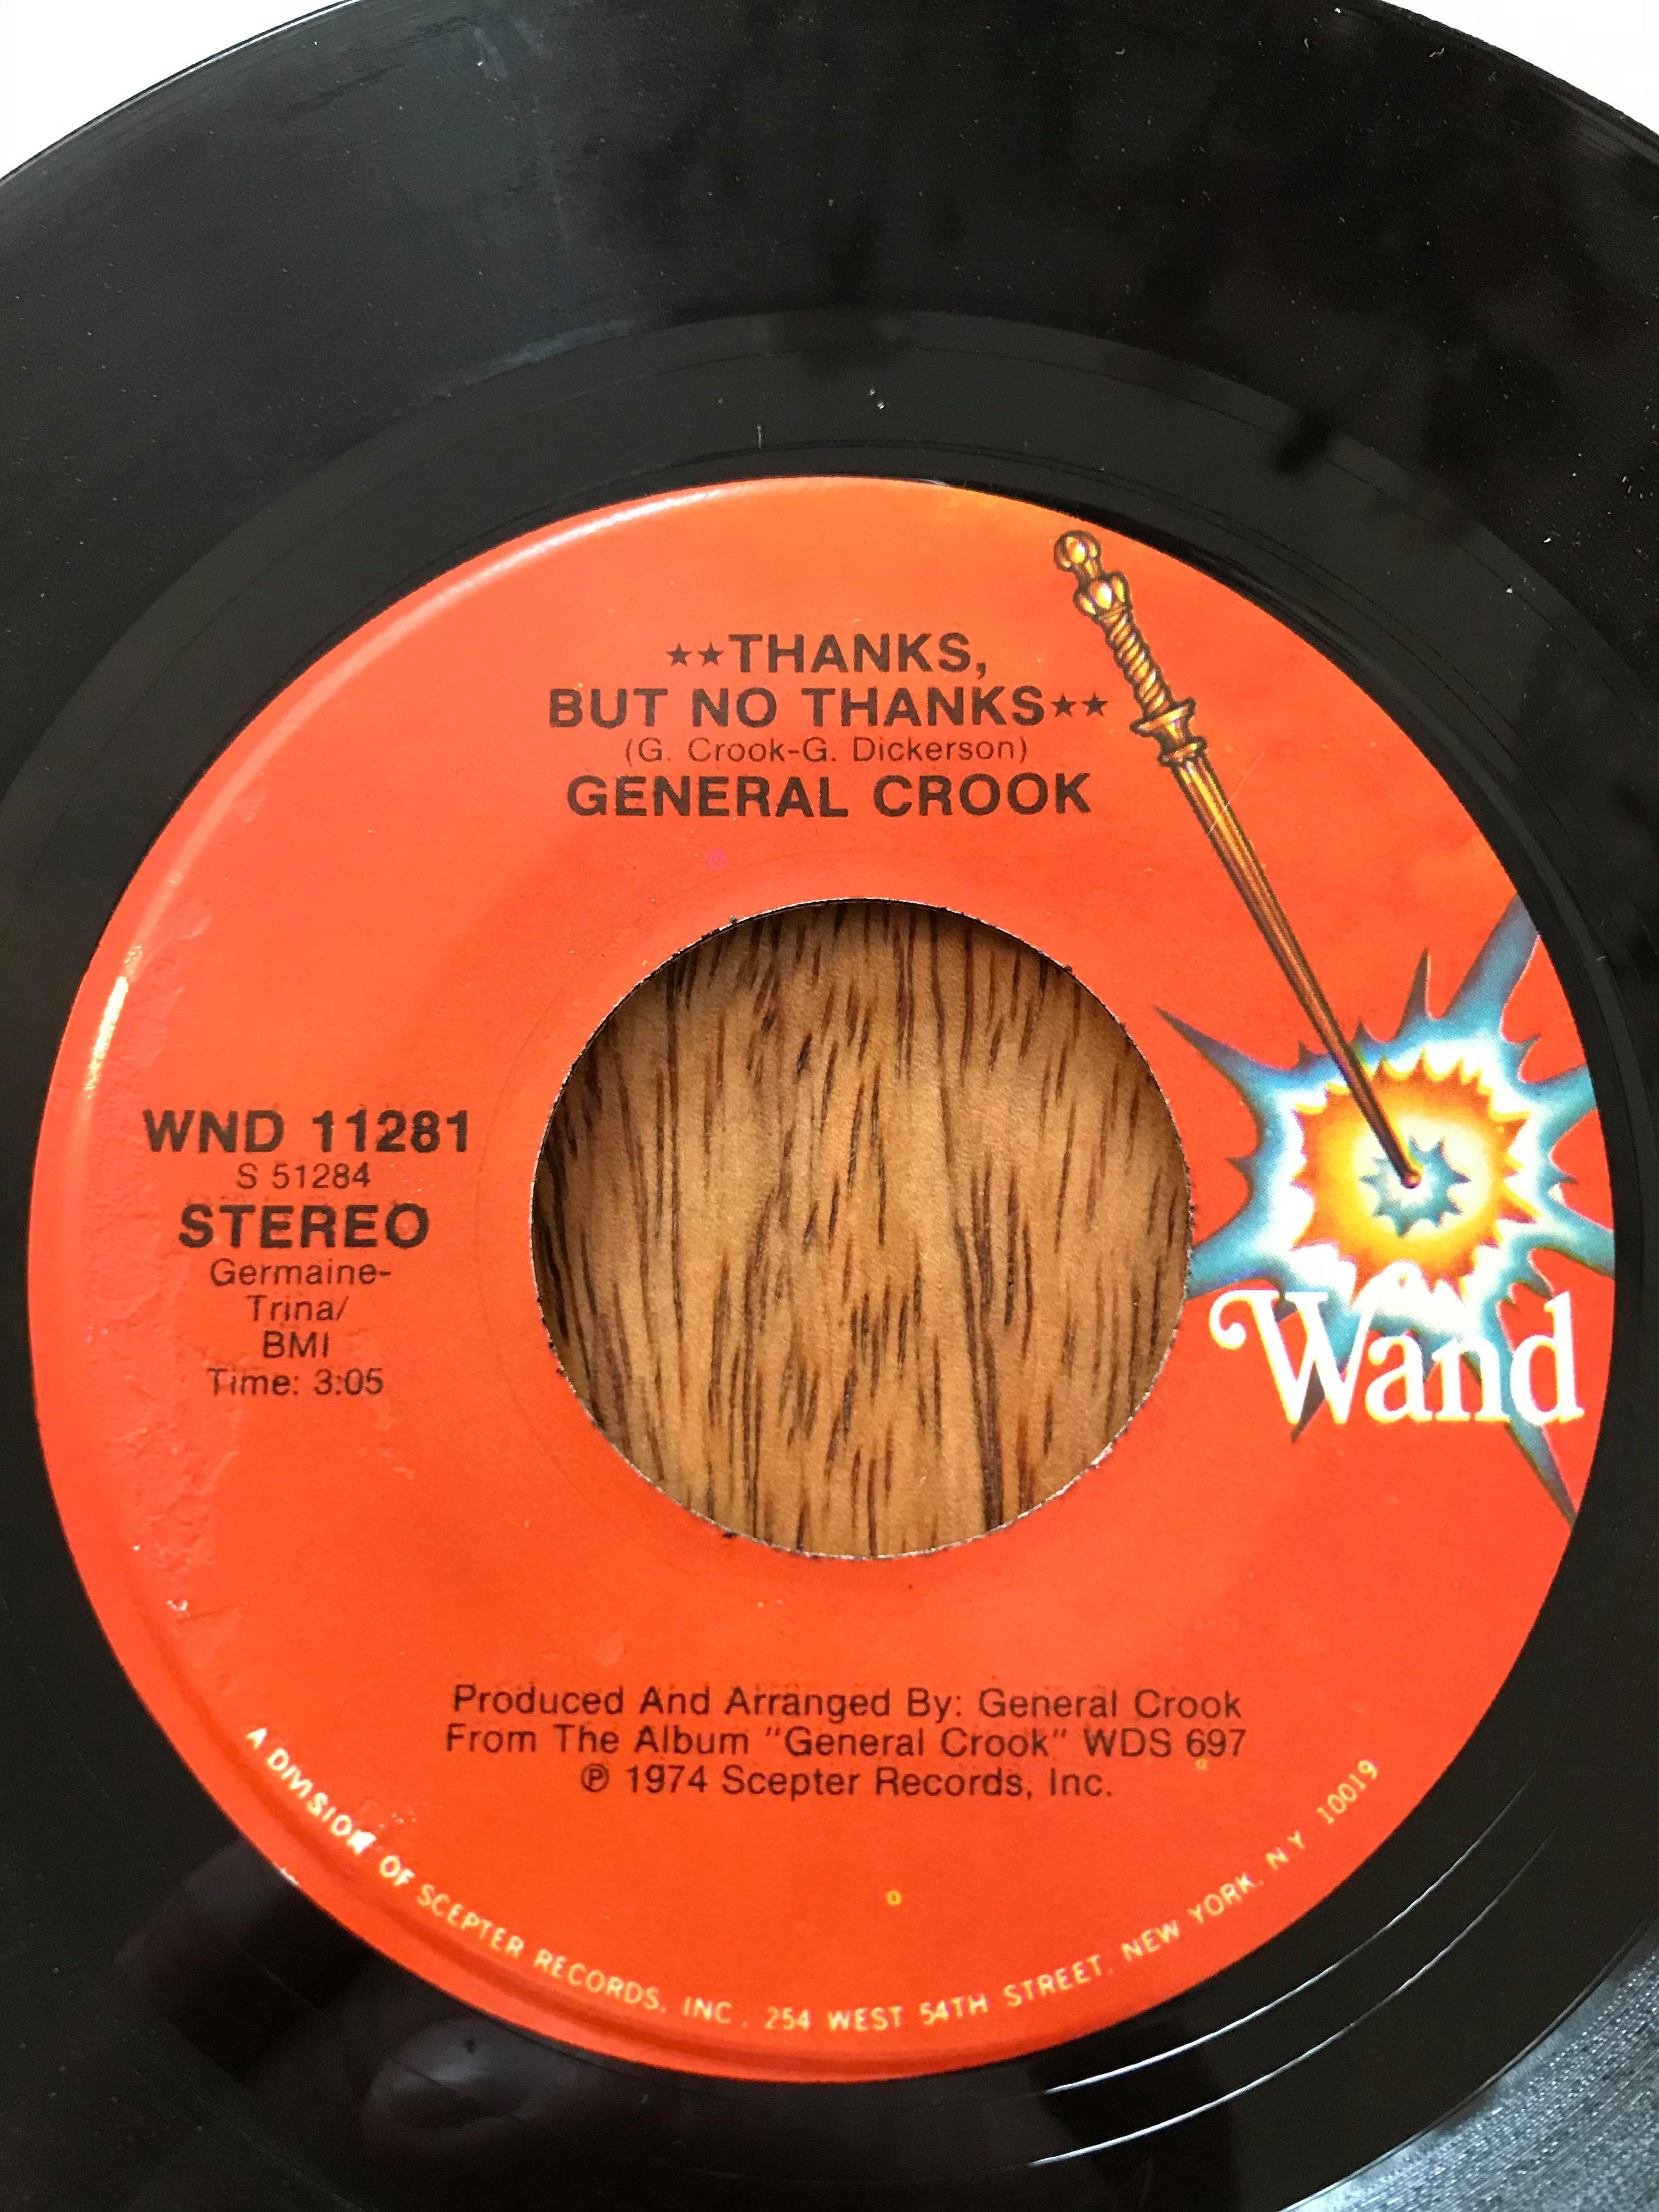 ★★THANKS,
BUT NO THANKS★★
(G. Crook-G. Dickerson)
GENERAL CROOK
WND 11281
S 51284
STEREO
Germaine-
Trina/
BMI
Time: 3:05
Wand
Produced And Arranged By: General Crook
From The Album "General Crook" WDS 697
℗ 1974 Scepter Records, Inc.
A DIVISION OF SCEPTER RECORDS, INC. 254 WEST 54TH STREET, NEW YORK, N.Y. 10019